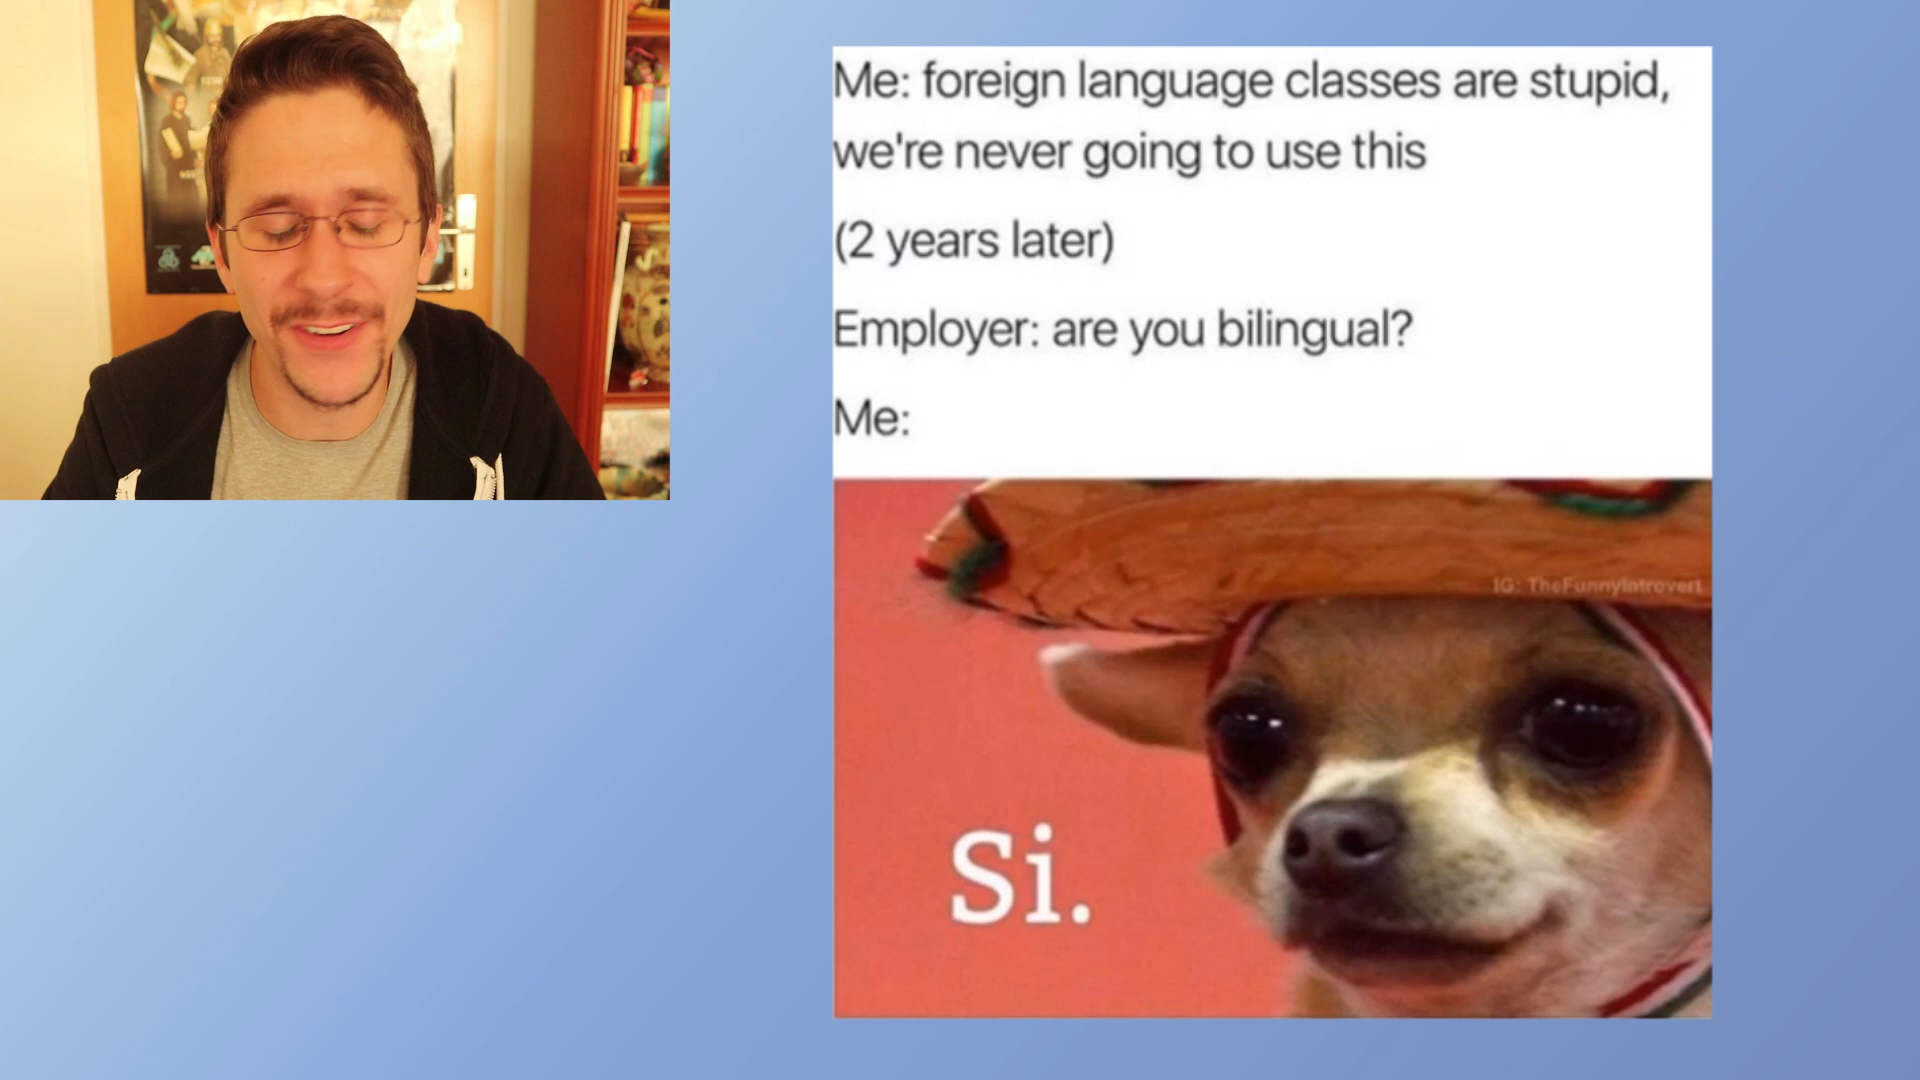 Me: foreign language classes are stupid,
we're never going to use this
(2 years later)
Employer: are you bilingual?
Me:
IG: TheFunnyIntrovert
Si.